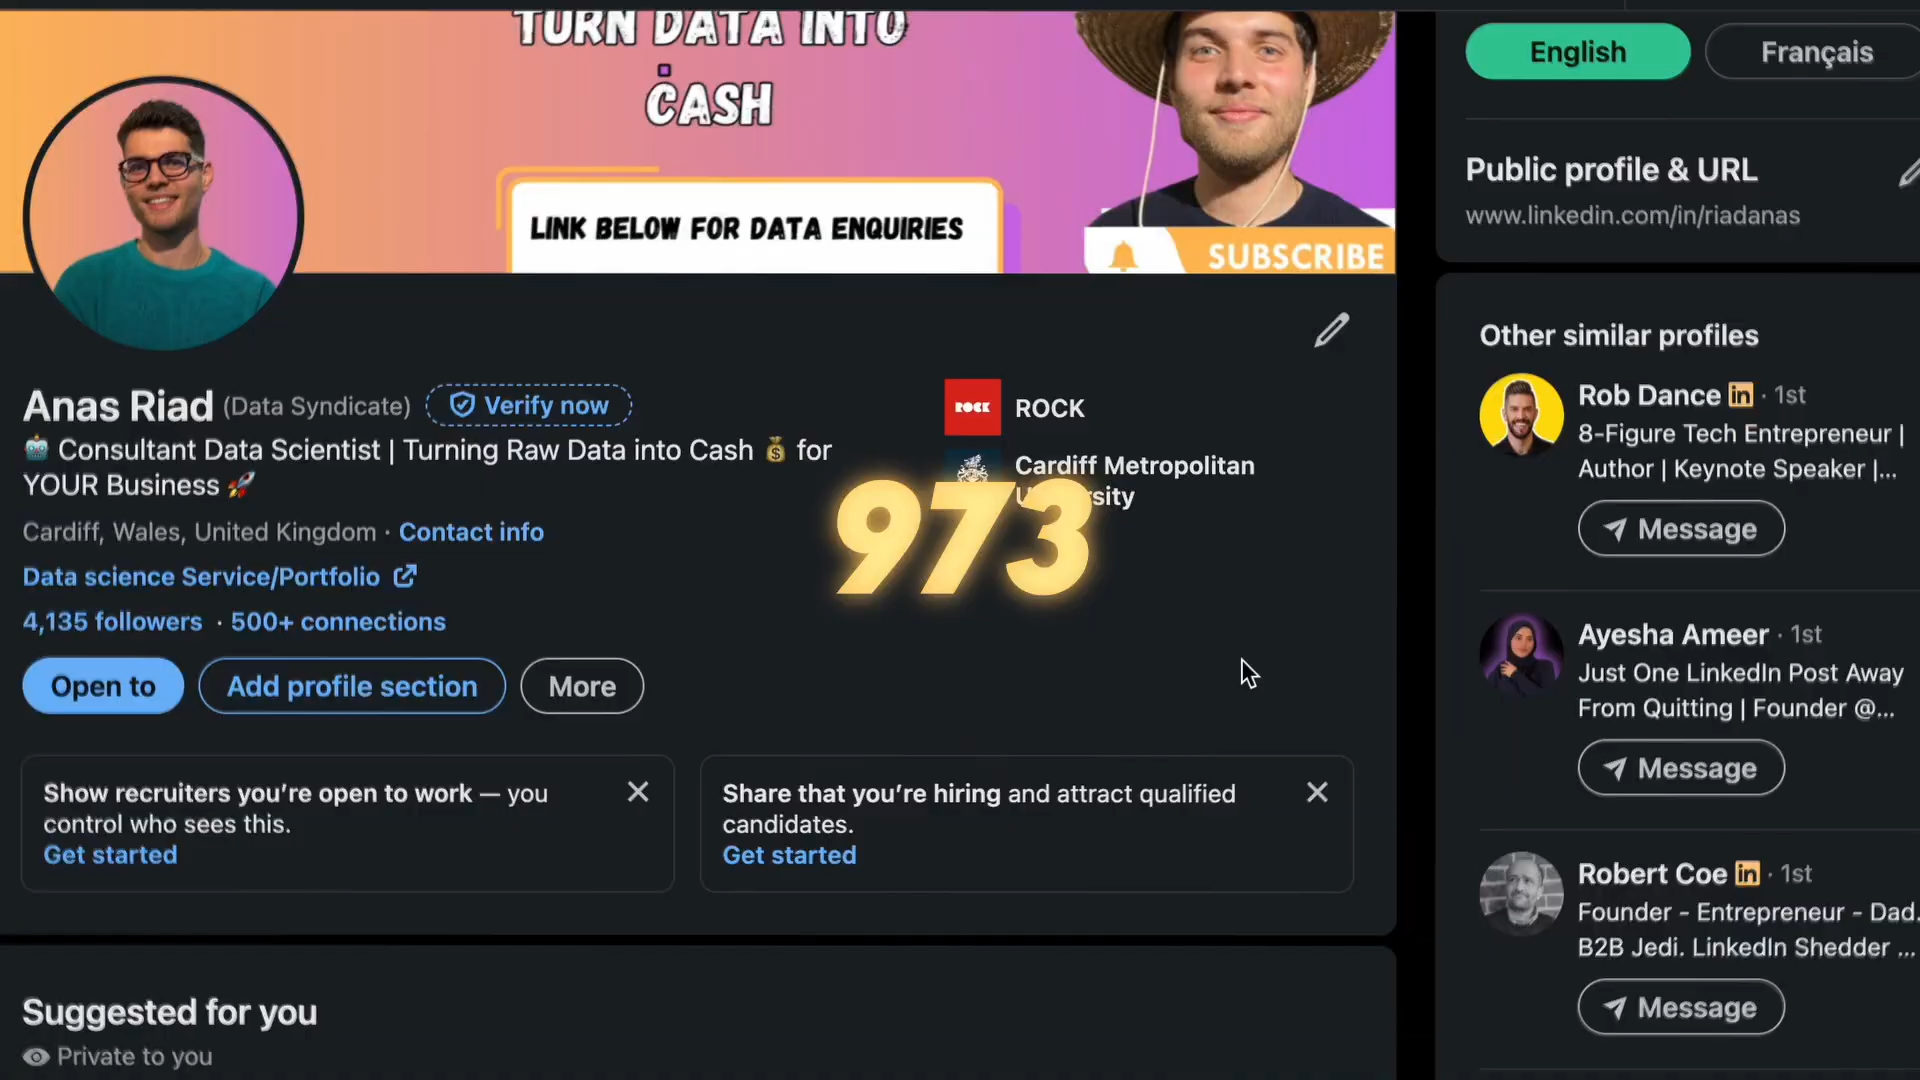 TURN DATA INTO
CASH
LINK BELOW FOR DATA ENQUIRIES
SUBSCRIBE
Anas Riad (Data Syndicate) Verify now
🤖 Consultant Data Scientist | Turning Raw Data into Cash 💰 for
YOUR Business 🚀
Cardiff, Wales, United Kingdom · Contact info
Data science Service/Portfolio
4,135 followers · 500+ connections
Open to
Add profile section
More
ROCK
ROCK
Cardiff Metropolitan
973
Show recruiters you're open to work — you
control who sees this.
Get started
Share that you're hiring and attract qualified
candidates.
Get started
Suggested for you
Private to you
English
Français
Public profile & URL
www.linkedin.com/in/riadanas
Other similar profiles
Rob Dance in · 1st
8-Figure Tech Entrepreneur |
Author | Keynote Speaker |...
Message
Ayesha Ameer · 1st
Just One LinkedIn Post Away
From Quitting | Founder @...
Message
Robert Coe in · 1st
Founder - Entrepreneur - Dad.
B2B Jedi. LinkedIn Shedder ...
Message